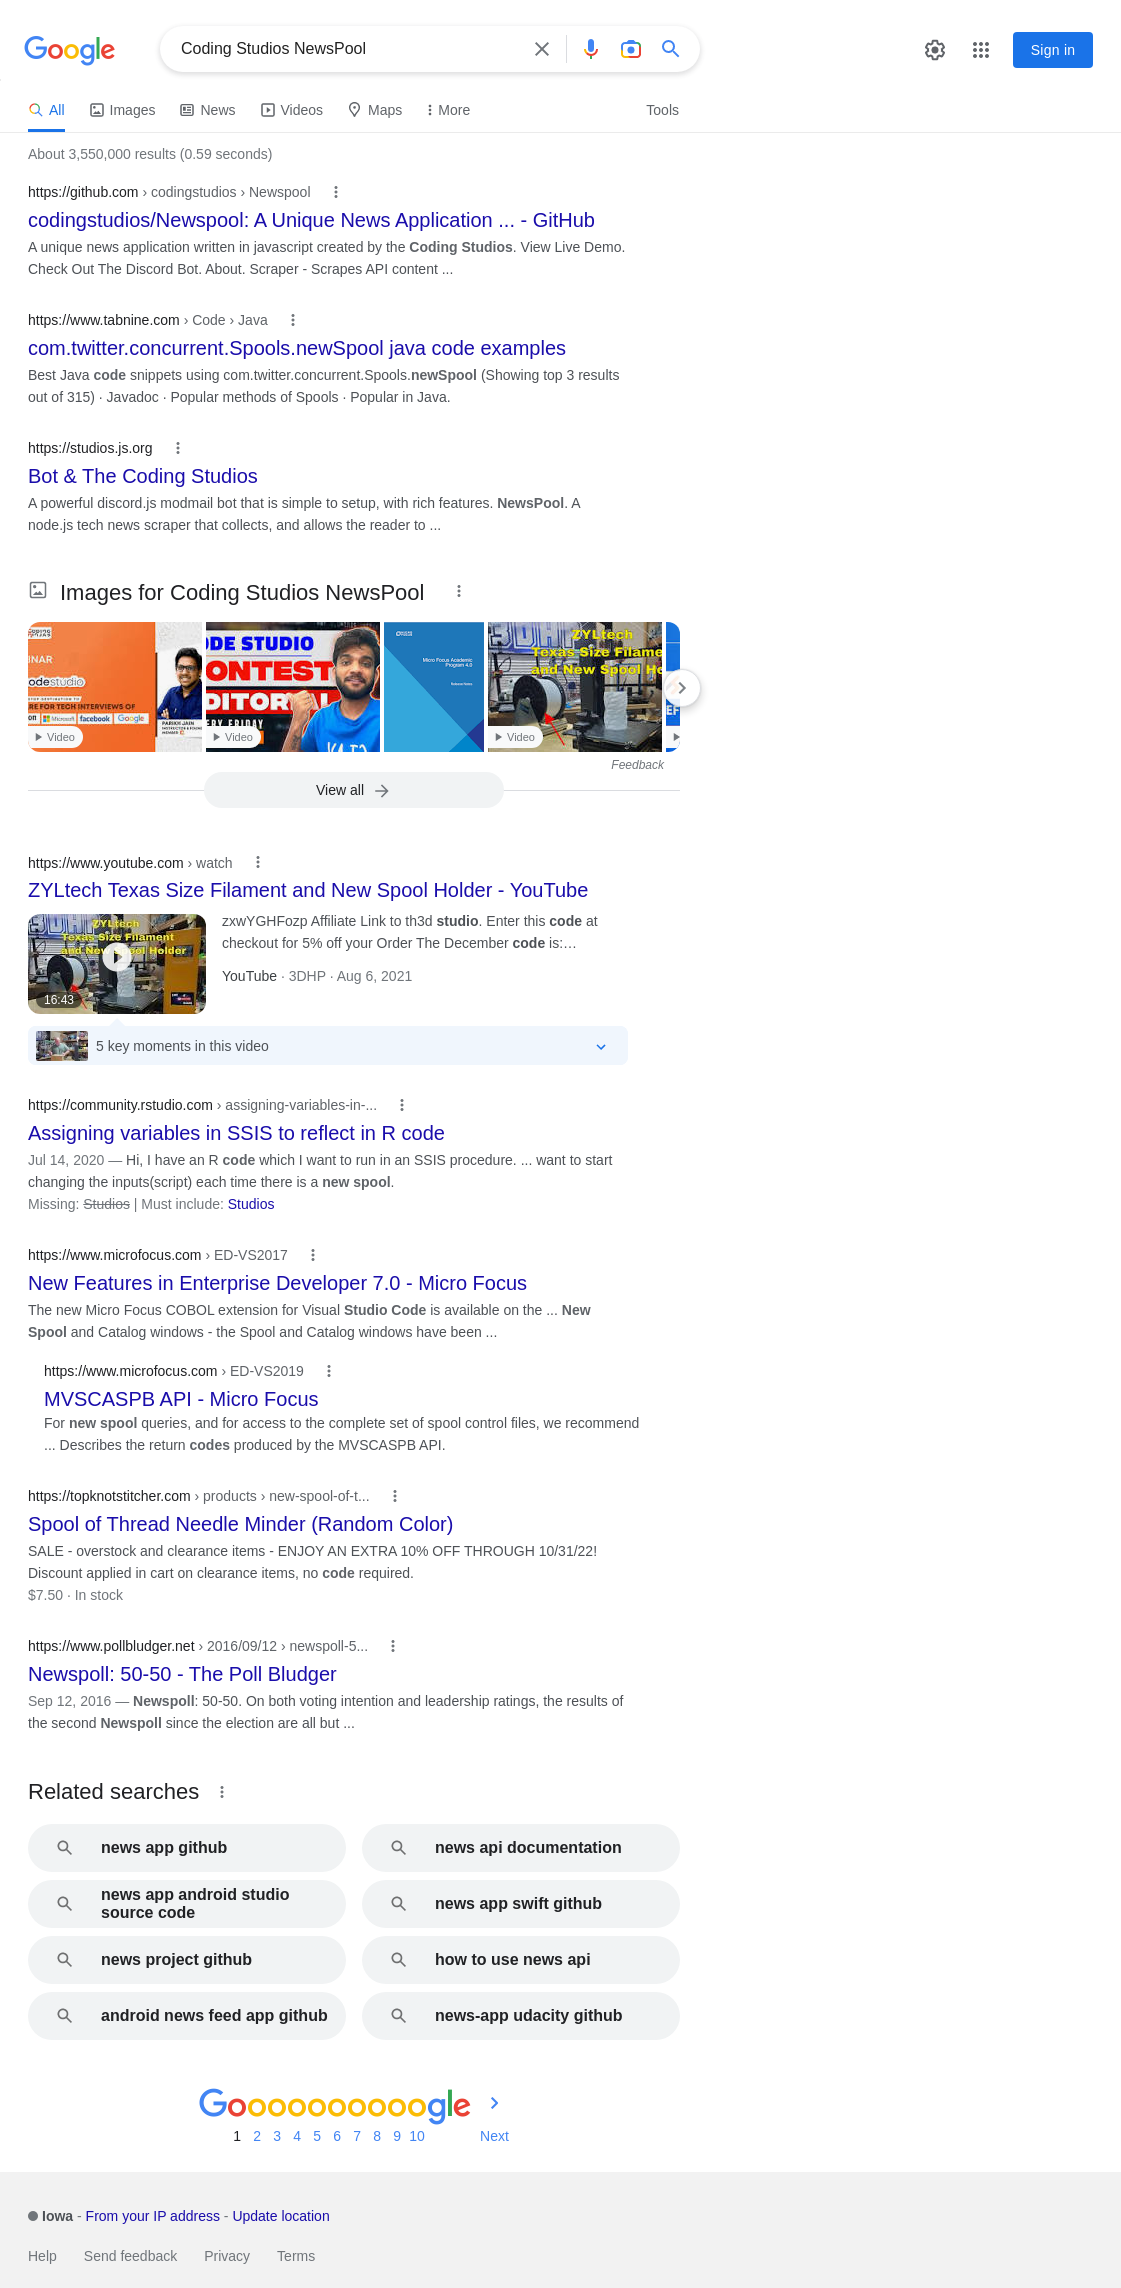 Google
Coding Studios NewsPool
Sign in
All
Images
News
Videos
Maps
More
Tools
About 3,550,000 results (0.59 seconds)
https://github.com › codingstudios › Newspool
codingstudios/Newspool: A Unique News Application ... - GitHub
A unique news application written in javascript created by the Coding Studios. View Live Demo.
Check Out The Discord Bot. About. Scraper - Scrapes API content ...
https://www.tabnine.com › Code › Java
com.twitter.concurrent.Spools.newSpool java code examples
Best Java code snippets using com.twitter.concurrent.Spools.newSpool (Showing top 3 results
out of 315) · Javadoc · Popular methods of Spools · Popular in Java.
https://studios.js.org
Bot & The Coding Studios
A powerful discord.js modmail bot that is simple to setup, with rich features. NewsPool. A
node.js tech news scraper that collects, and allows the reader to ...
Images for Coding Studios NewsPool
INAR
odestudio
RE FOR TECH INTERVIEWS OF
Microsoft facebook Google
PARIKH JAIN
Video
ODE STUDIO
ONTEST
DITORIAL
RY FRIDAY
Video
Micro Focus Academic
Program 4.0
Release Notes
ZYLtech
Texas Size Filame
and New Spool Ho
Video
Feedback
View all
https://www.youtube.com › watch
ZYLtech Texas Size Filament and New Spool Holder - YouTube
ZYLtech
Texas Size Filament
and New Spool Holder
16:43
zxwYGHFozp Affiliate Link to th3d studio. Enter this code at
checkout for 5% off your Order The December code is:…
YouTube · 3DHP · Aug 6, 2021
5 key moments in this video
https://community.rstudio.com › assigning-variables-in-...
Assigning variables in SSIS to reflect in R code
Jul 14, 2020 — Hi, I have an R code which I want to run in an SSIS procedure. ... want to start
changing the inputs(script) each time there is a new spool.
Missing: Studios | Must include: Studios
https://www.microfocus.com › ED-VS2017
New Features in Enterprise Developer 7.0 - Micro Focus
The new Micro Focus COBOL extension for Visual Studio Code is available on the ... New
Spool and Catalog windows - the Spool and Catalog windows have been ...
https://www.microfocus.com › ED-VS2019
MVSCASPB API - Micro Focus
For new spool queries, and for access to the complete set of spool control files, we recommend
... Describes the return codes produced by the MVSCASPB API.
https://topknotstitcher.com › products › new-spool-of-t...
Spool of Thread Needle Minder (Random Color)
SALE - overstock and clearance items - ENJOY AN EXTRA 10% OFF THROUGH 10/31/22!
Discount applied in cart on clearance items, no code required.
$7.50 · In stock
https://www.pollbludger.net › 2016/09/12 › newspoll-5...
Newspoll: 50-50 - The Poll Bludger
Sep 12, 2016 — Newspoll: 50-50. On both voting intention and leadership ratings, the results of
the second Newspoll since the election are all but ...
Related searches
news app github
news api documentation
news app android studio
source code
news app swift github
news project github
how to use news api
android news feed app github
news-app udacity github
Goooooooooogle
1 2 3 4 5 6 7 8 9 10 Next
Iowa - From your IP address - Update location
Help Send feedback Privacy Terms